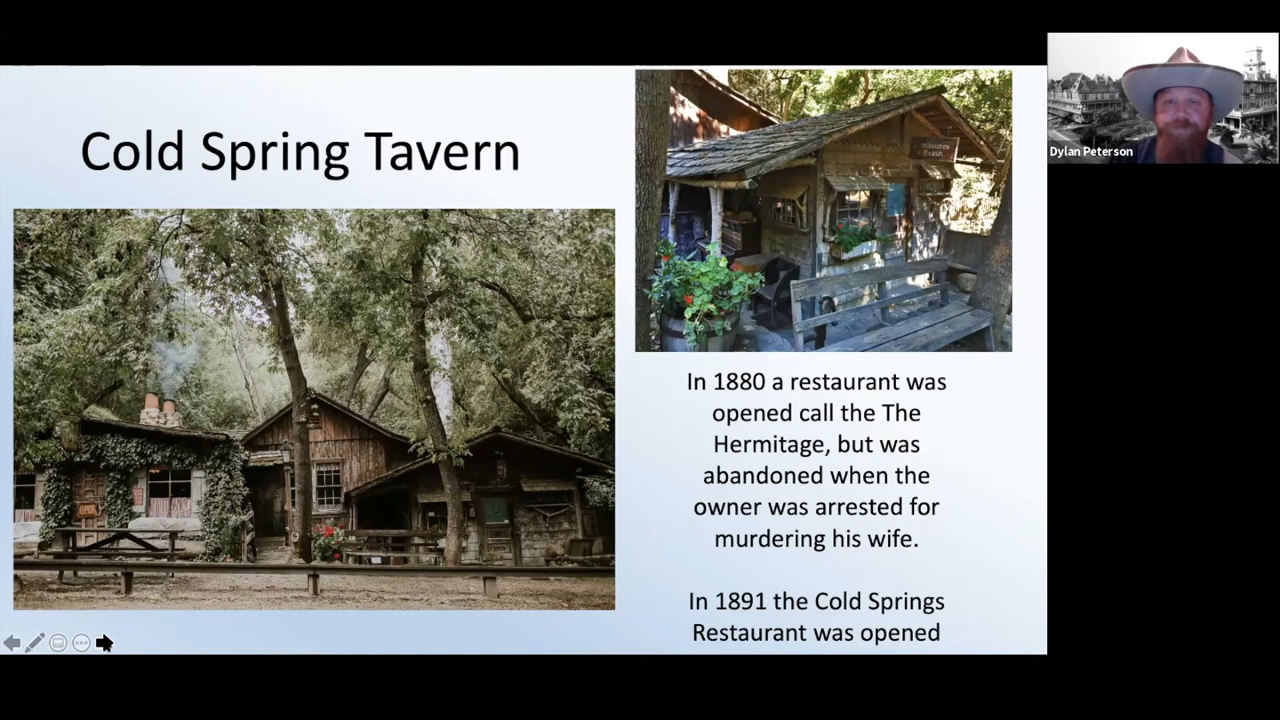 Cold Spring Tavern
Dylan Peterson
In 1880 a restaurant was
opened call the The
Hermitage, but was
abandoned when the
owner was arrested for
murdering his wife.
In 1891 the Cold Springs
Restaurant was opened